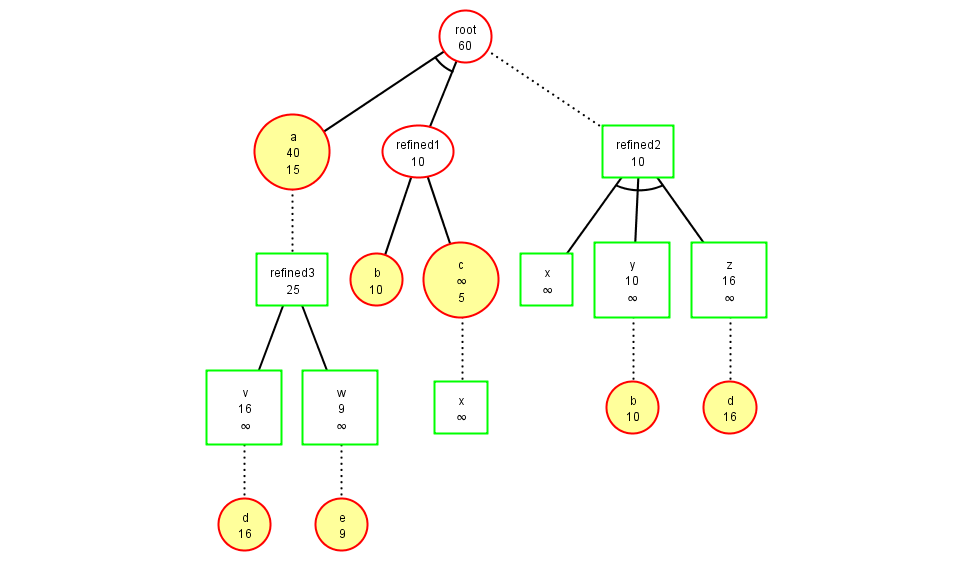 root
60
a
40
15
refined1
10
refined2
10
refined3
25
b
10
c
∞
5
x
∞
y
10
∞
z
16
∞
v
16
∞
w
9
∞
x
∞
b
10
d
16
d
16
e
9